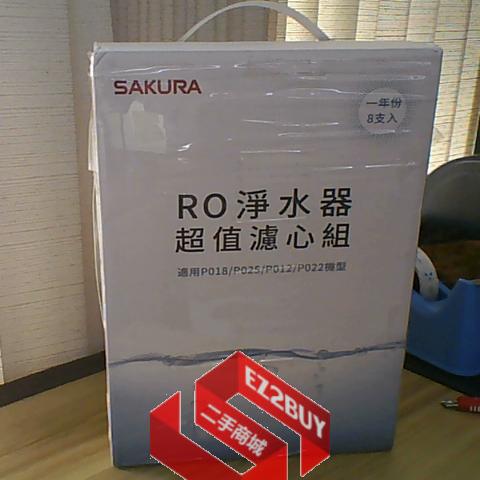 SAKURA
一年份
8支入
RO淨水器
超值濾心組
適用P018/P025/P012/P022機型
EZ2BUY
二手商城